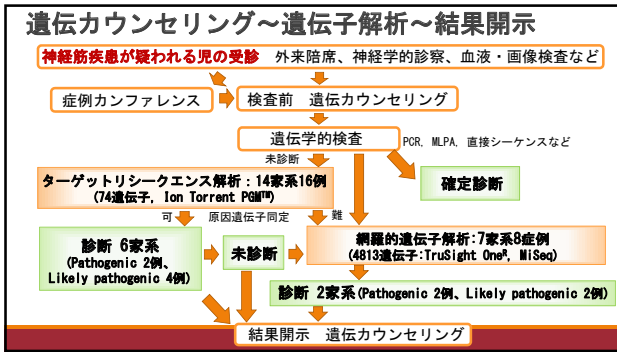 遺伝カウンセリング～遺伝子解析～結果開示
神経筋疾患が疑われる児の受診　外来陪席、神経学的診察、血液・画像検査など
症例カンファレンス
検査前　遺伝カウンセリング
遺伝学的検査
PCR, MLPA, 直接シーケンスなど
未診断
ターゲットリシークエンス解析：14家系16例
(74遺伝子, Ion Torrent PGM™)
確定診断
可　原因遺伝子同定　難
診断 6家系
(Pathogenic 2例、
Likely pathogenic 4例)
未診断
網羅的遺伝子解析:7家系8症例
(4813遺伝子:TruSight Oneᴿ, MiSeq)
診断 2家系(Pathogenic 2例、Likely pathogenic 2例)
結果開示　遺伝カウンセリング